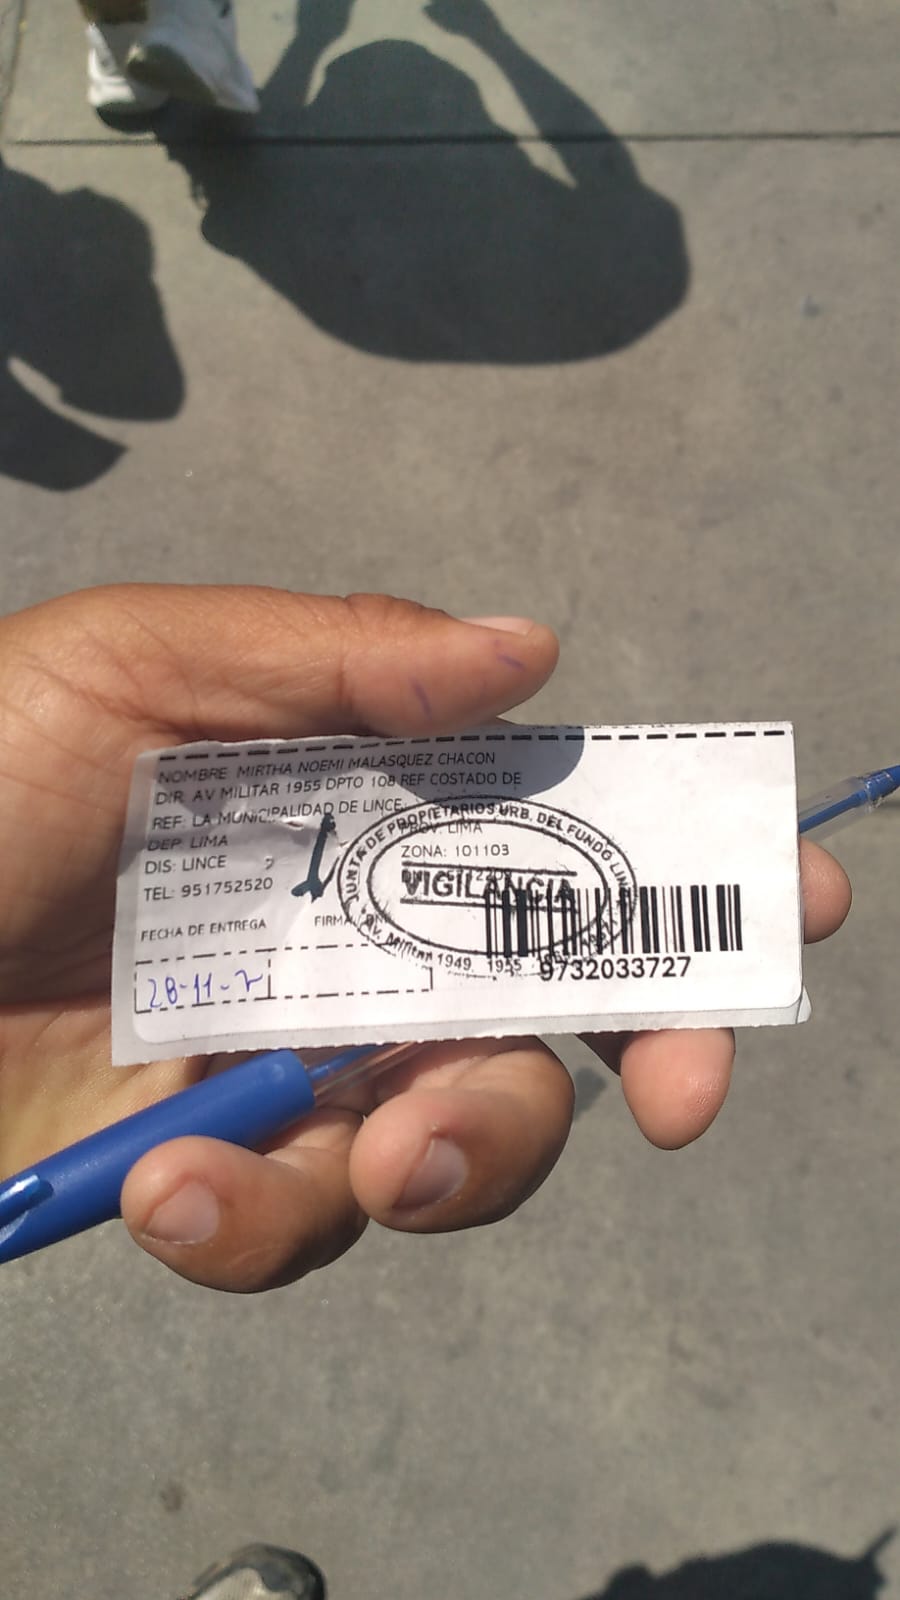 NOMBRE MIRTHA NOEMI MALASQUEZ CHACON
DIR. AV MILITAR 1955 DPTO 108 REF COSTADO DE
REF: LA MUNICIPALIDAD DE LINCE.
DEP. LIMA
PROV. LIMA
DIS: LINCE
ZONA: 101103
TEL: 951752520
FECHA DE ENTREGA
FIRMA
JUNTA DE PROPIETARIOS URB. DEL FUNDO LINCE
VIGILANCIA
Av. Militar 1949 1955
28-11-2
9732033727